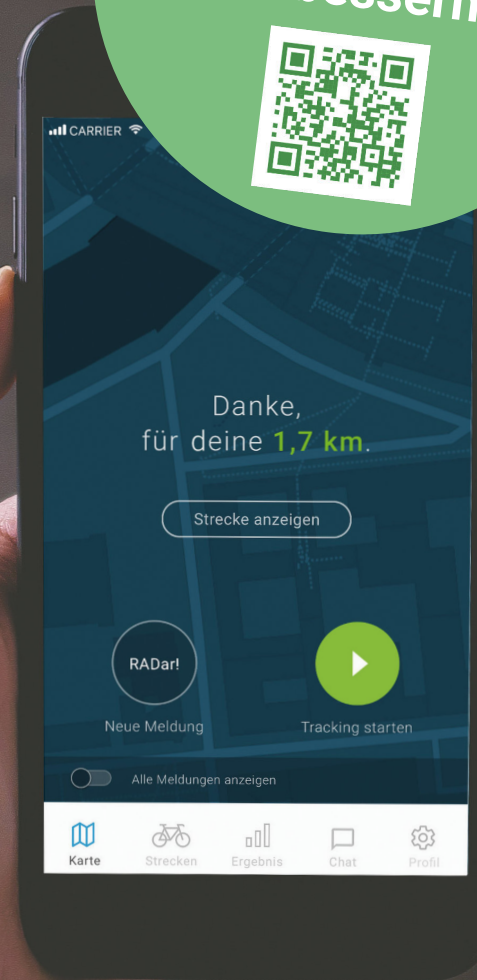 CARRIER
Danke,
für deine 1,7 km.
Strecke anzeigen
RADar!
Neue Meldung
Tracking starten
Alle Meldungen anzeigen
Karte
Strecken
Ergebnis
Chat
Profil